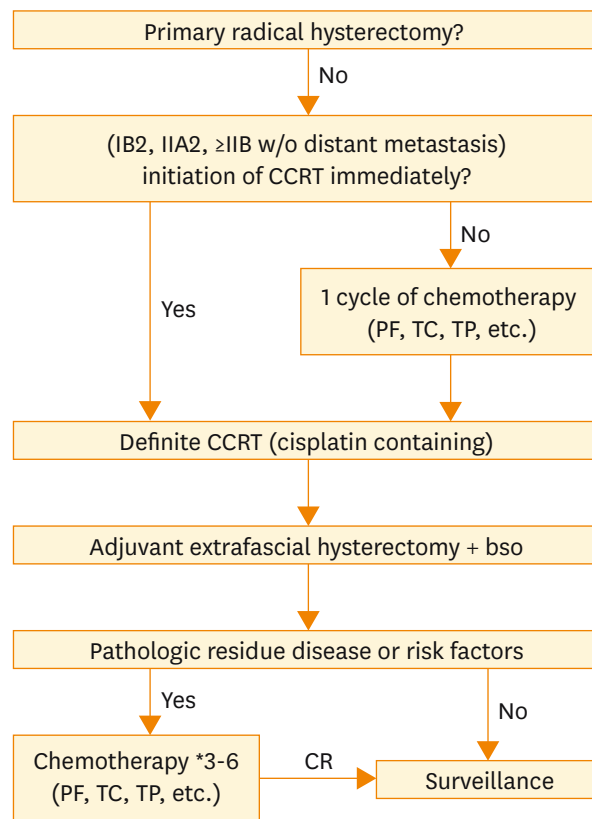 Primary radical hysterectomy?
No
(IB2, IIA2, ≥IIB w/o distant metastasis)
initiation of CCRT immediately?
Yes
No
1 cycle of chemotherapy
(PF, TC, TP, etc.)
Definite CCRT (cisplatin containing)
Adjuvant extrafascial hysterectomy + bso
Pathologic residue disease or risk factors
Yes
No
Chemotherapy *3-6
(PF, TC, TP, etc.)
CR
Surveillance